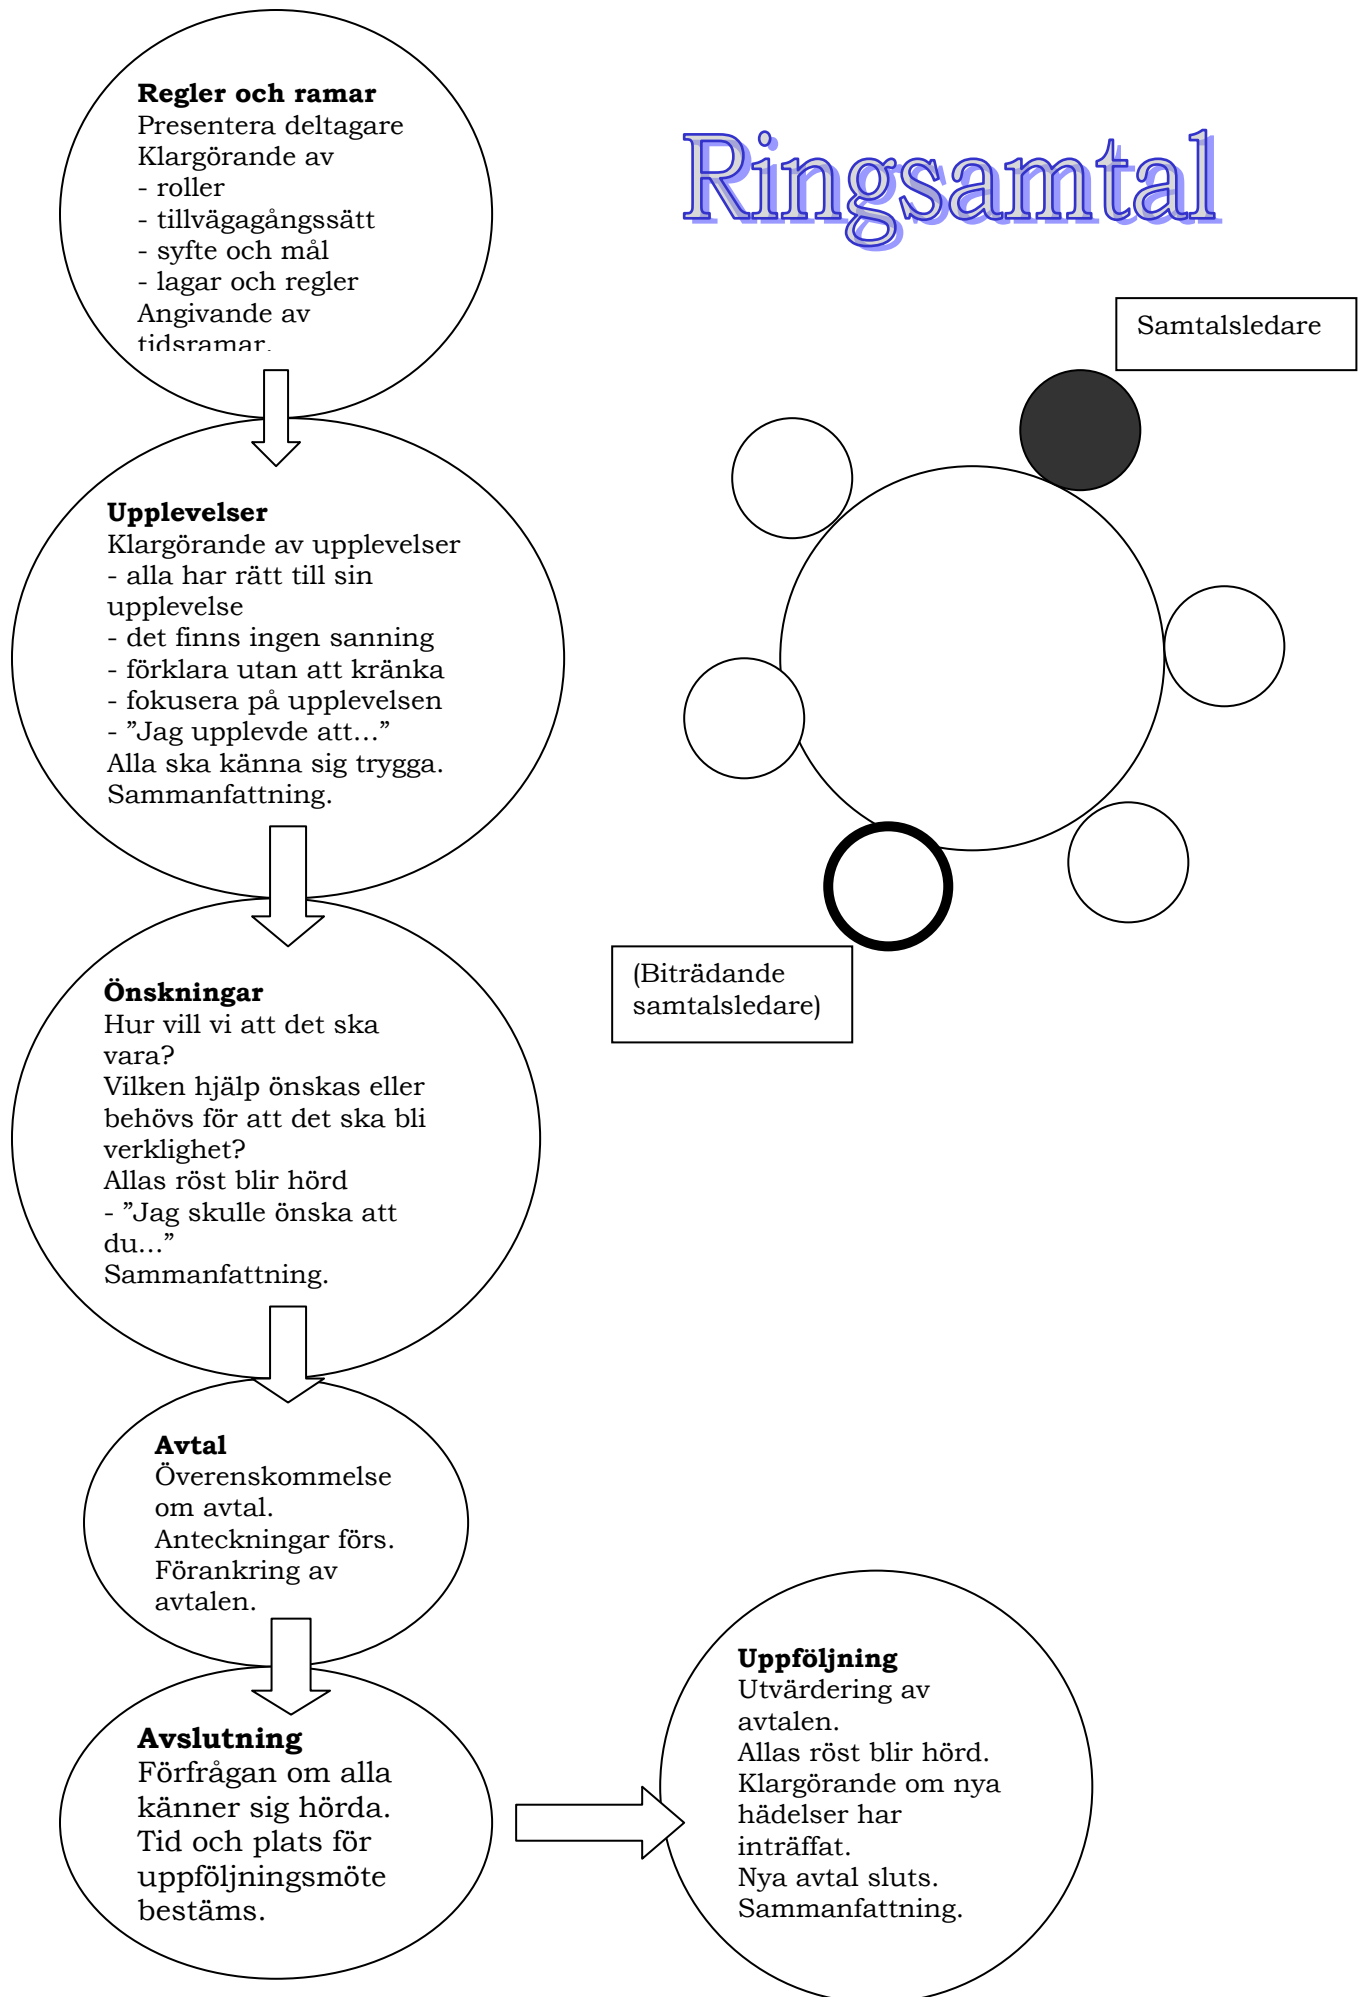 Ringsamtal
Regler och ramar
Presentera deltagare
Klargörande av
- roller
- tillvägagångssätt
- syfte och mål
- lagar och regler
Angivande av
tidsramar.
Samtalsledare
Upplevelser
Klargörande av upplevelser
- alla har rätt till sin
upplevelse
- det finns ingen sanning
- förklara utan att kränka
- fokusera på upplevelsen
- ”Jag upplevde att…”
Alla ska känna sig trygga.
Sammanfattning.
(Biträdande
samtalsledare)
Önskningar
Hur vill vi att det ska
vara?
Vilken hjälp önskas eller
behövs för att det ska bli
verklighet?
Allas röst blir hörd
- ”Jag skulle önska att
du…”
Sammanfattning.
Avtal
Överenskommelse
om avtal.
Anteckningar förs.
Förankring av
avtalen.
Avslutning
Förfrågan om alla
känner sig hörda.
Tid och plats för
uppföljningsmöte
bestäms.
Uppföljning
Utvärdering av
avtalen.
Allas röst blir hörd.
Klargörande om nya
hädelser har
inträffat.
Nya avtal sluts.
Sammanfattning.